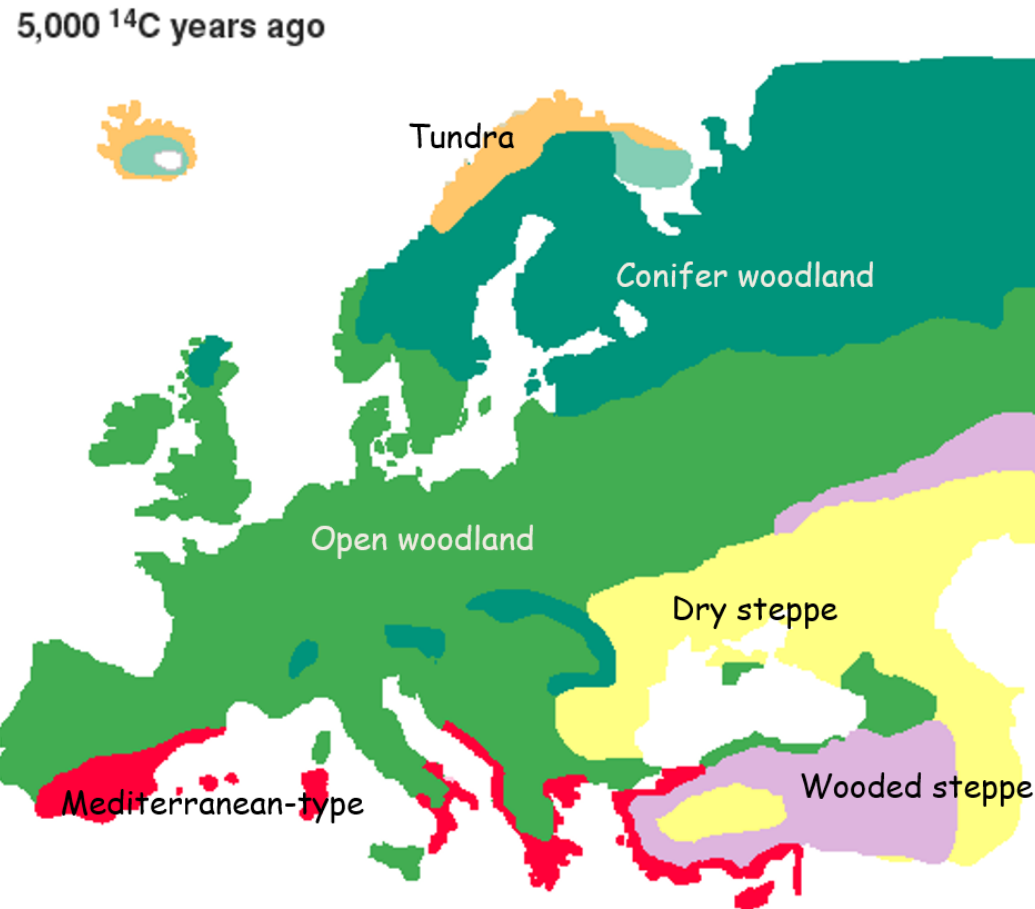 5,000 ¹⁴C years ago
Tundra
Conifer woodland
Open woodland
Dry steppe
Wooded steppe
Mediterranean-type